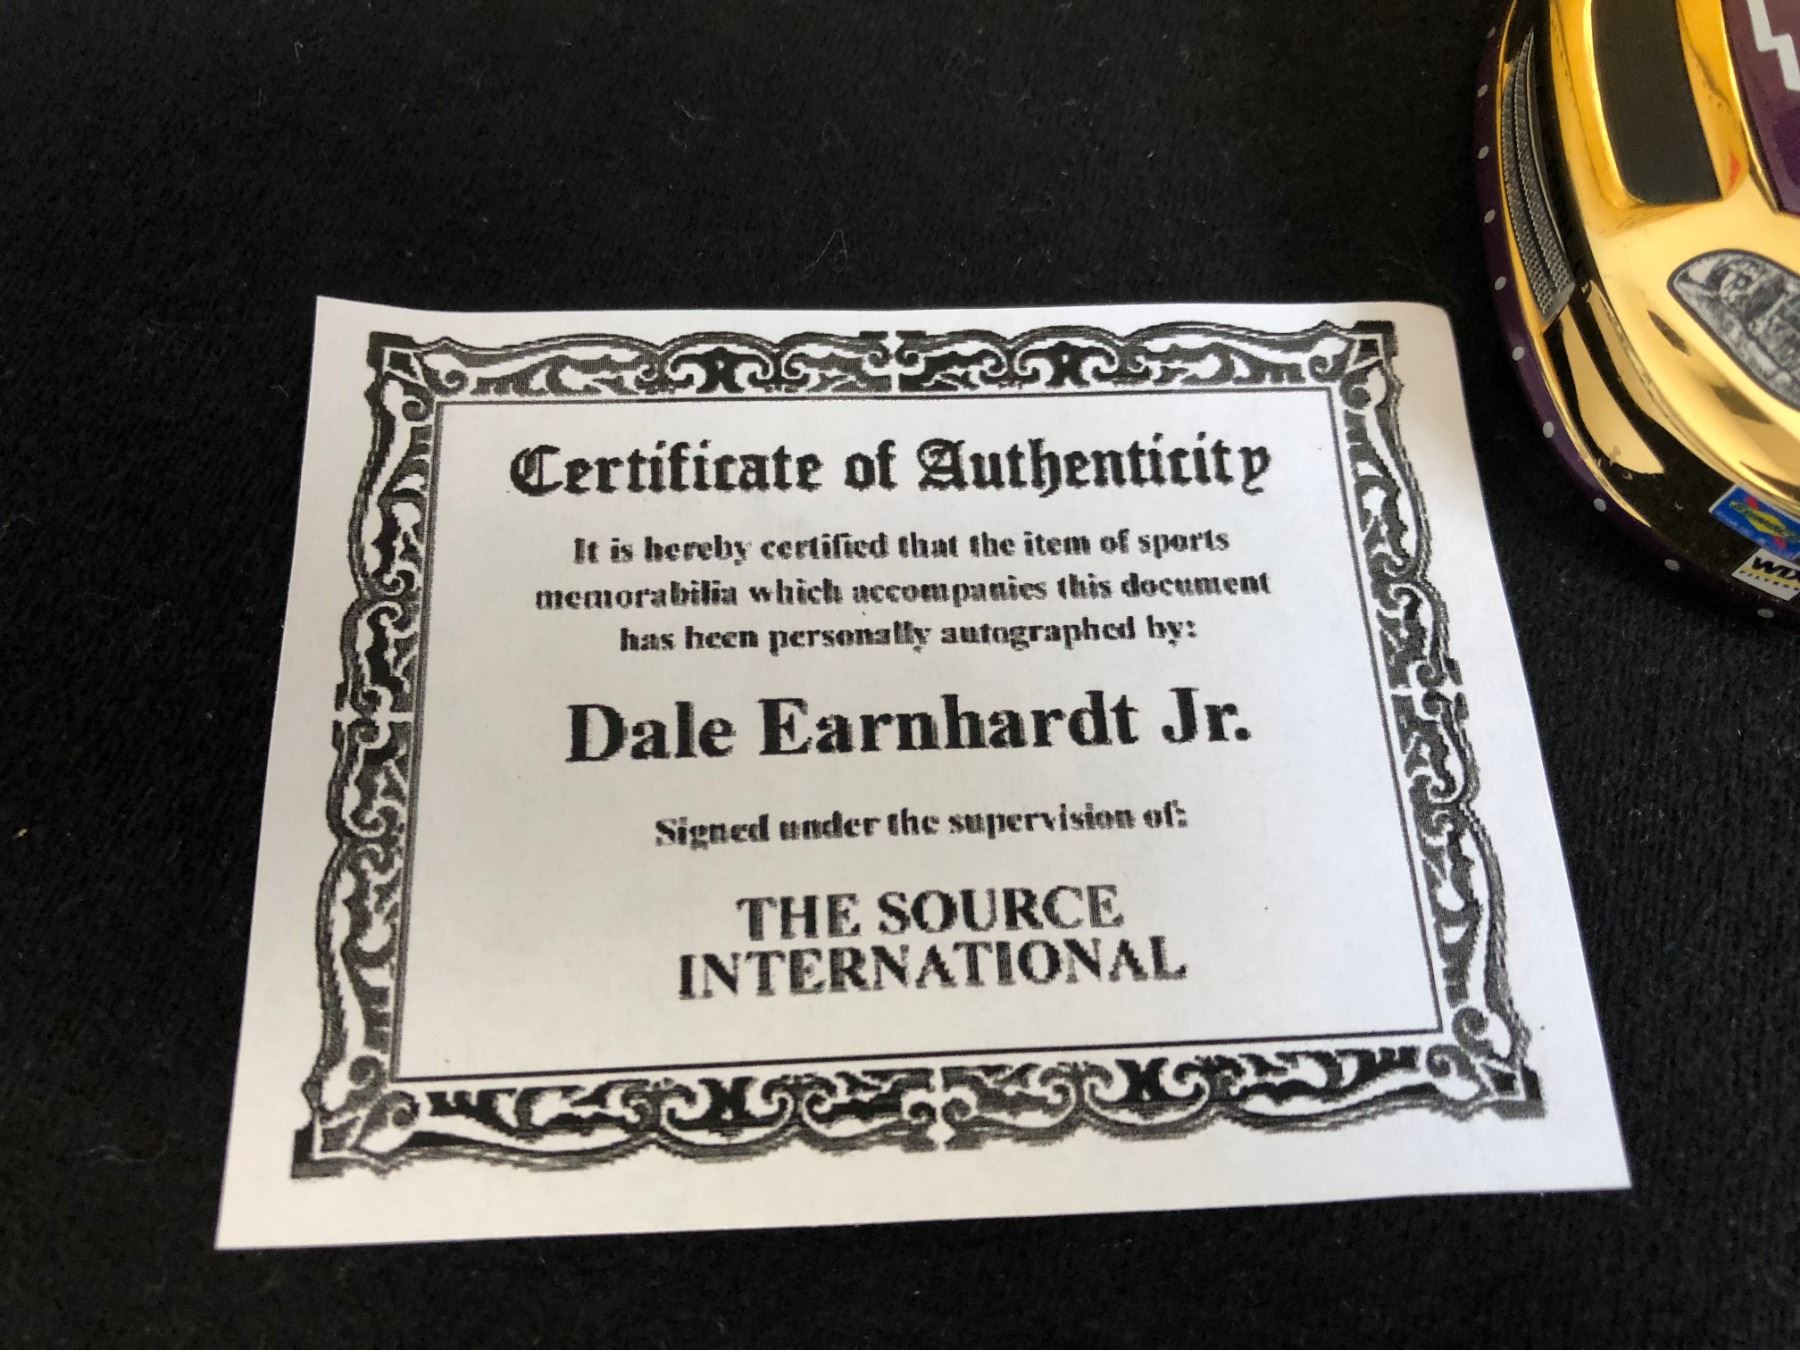 Certificate of Authenticity
It is hereby certified that the item of sports
memorabilia which accompanies this document
has been personally autographed by:
Dale Earnhardt Jr.
Signed under the supervision of:
THE SOURCE
INTERNATIONAL